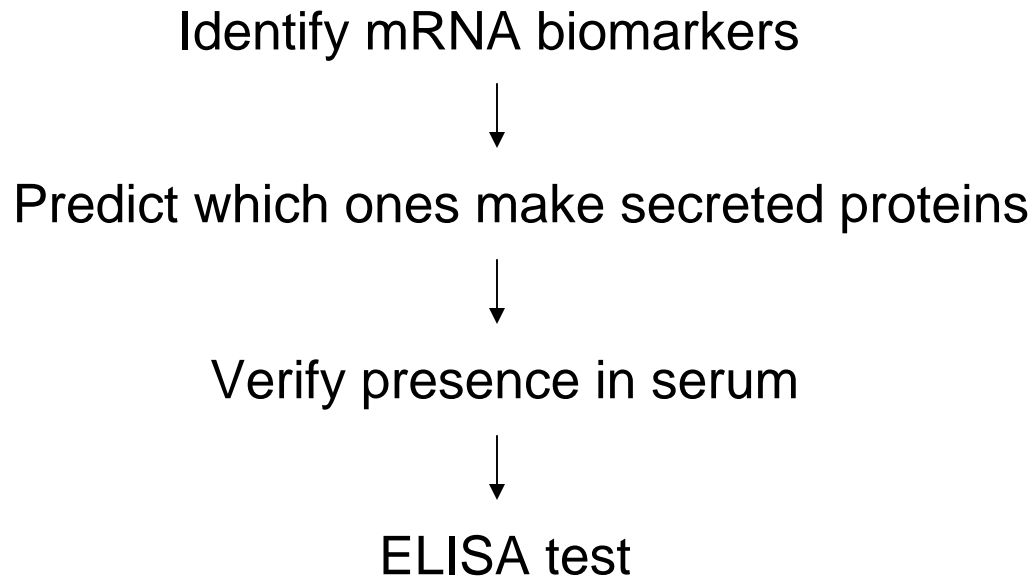 Identify mRNA biomarkers
Predict which ones make secreted proteins
Verify presence in serum
ELISA test